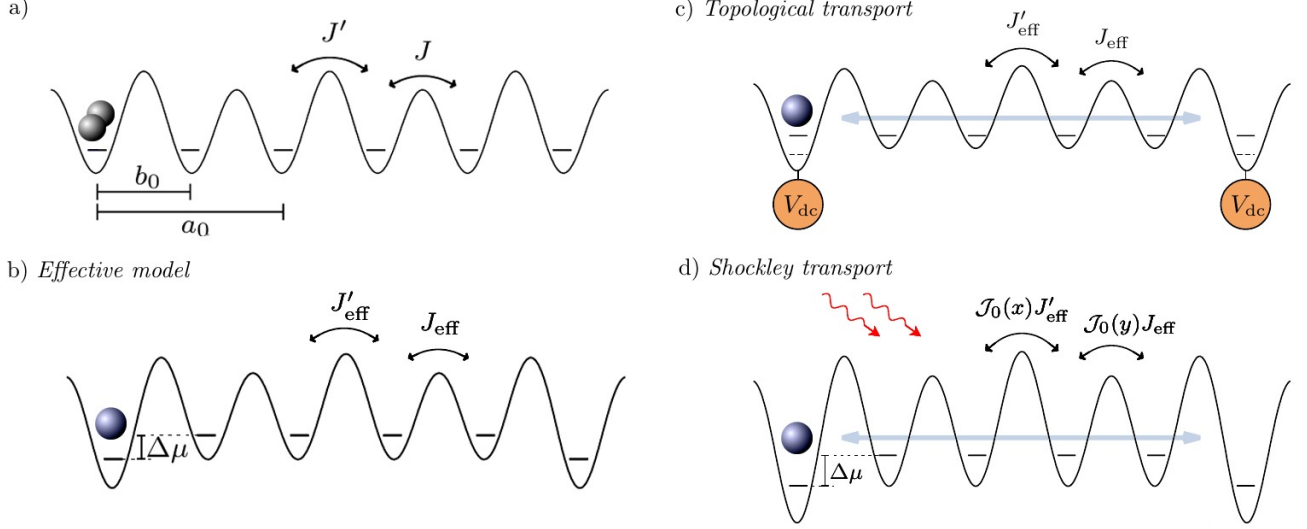 a)
J′ J
b₀
a₀
b) Effective model
J′eff
Jeff
Δμ
c) Topological transport
J′eff
Jeff
Vdc Vdc
d) Shockley transport
𝒥₀(x)J′eff
𝒥₀(y)Jeff
Δμ